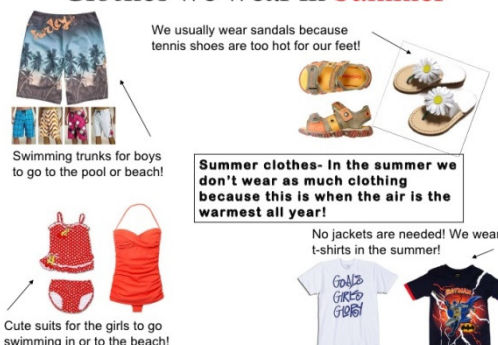 Clothes We Wear in Summer
We usually wear sandals because
tennis shoes are too hot for our feet!
Hurley
Swimming trunks for boys
to go to the pool or beach!
Summer clothes- In the summer we
don't wear as much clothing
because this is when the air is the
warmest all year!
No jackets are needed! We wear
t-shirts in the summer!
GOALS
GIRLS
GLORY
BATMAN
Cute suits for the girls to go
swimming in or to the beach!